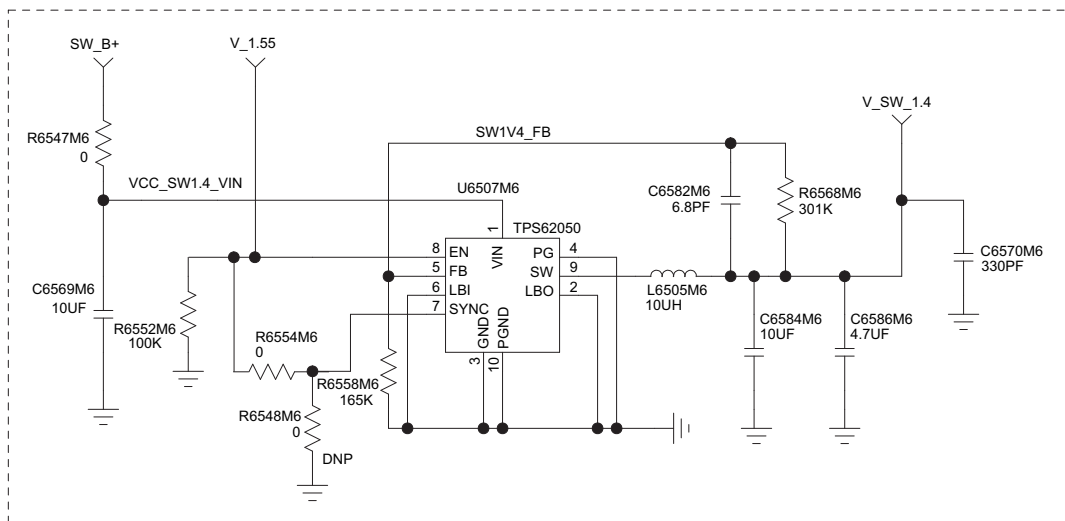 SW_B+
V_1.55
V_SW_1.4
R6547M6
0
SW1V4_FB
VCC_SW1.4_VIN
U6507M6
C6582M6
6.8PF
R6568M6
301K
TPS62050
1
VIN
8
EN
PG
4
5
FB
SW
9
6
LBI
LBO
2
7
SYNC
GND
PGND
3
10
L6505M6
10UH
C6570M6
330PF
C6569M6
10UF
R6552M6
100K
R6554M6
0
C6584M6
10UF
C6586M6
4.7UF
R6558M6
165K
R6548M6
0
DNP